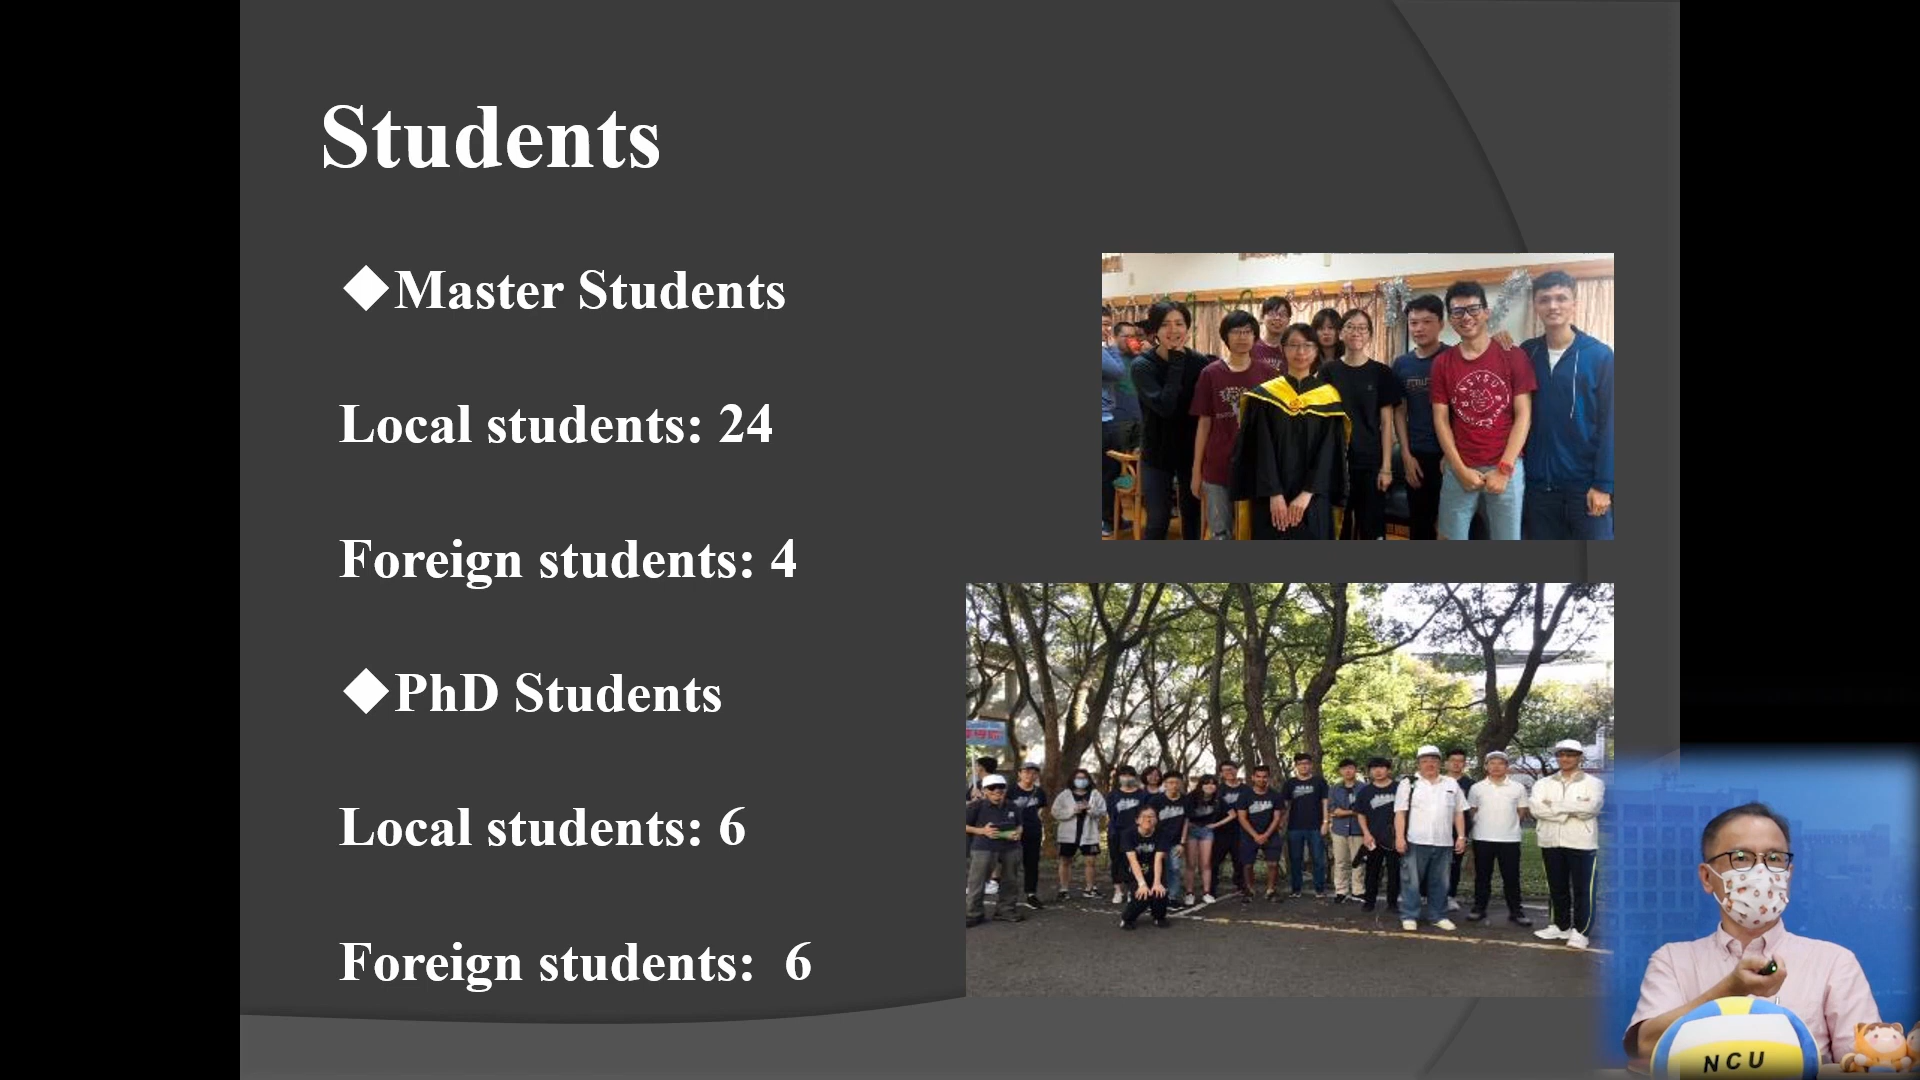 Students
◆Master Students
Local students: 24
Foreign students: 4
◆PhD Students
Local students: 6
Foreign students: 6
NCU